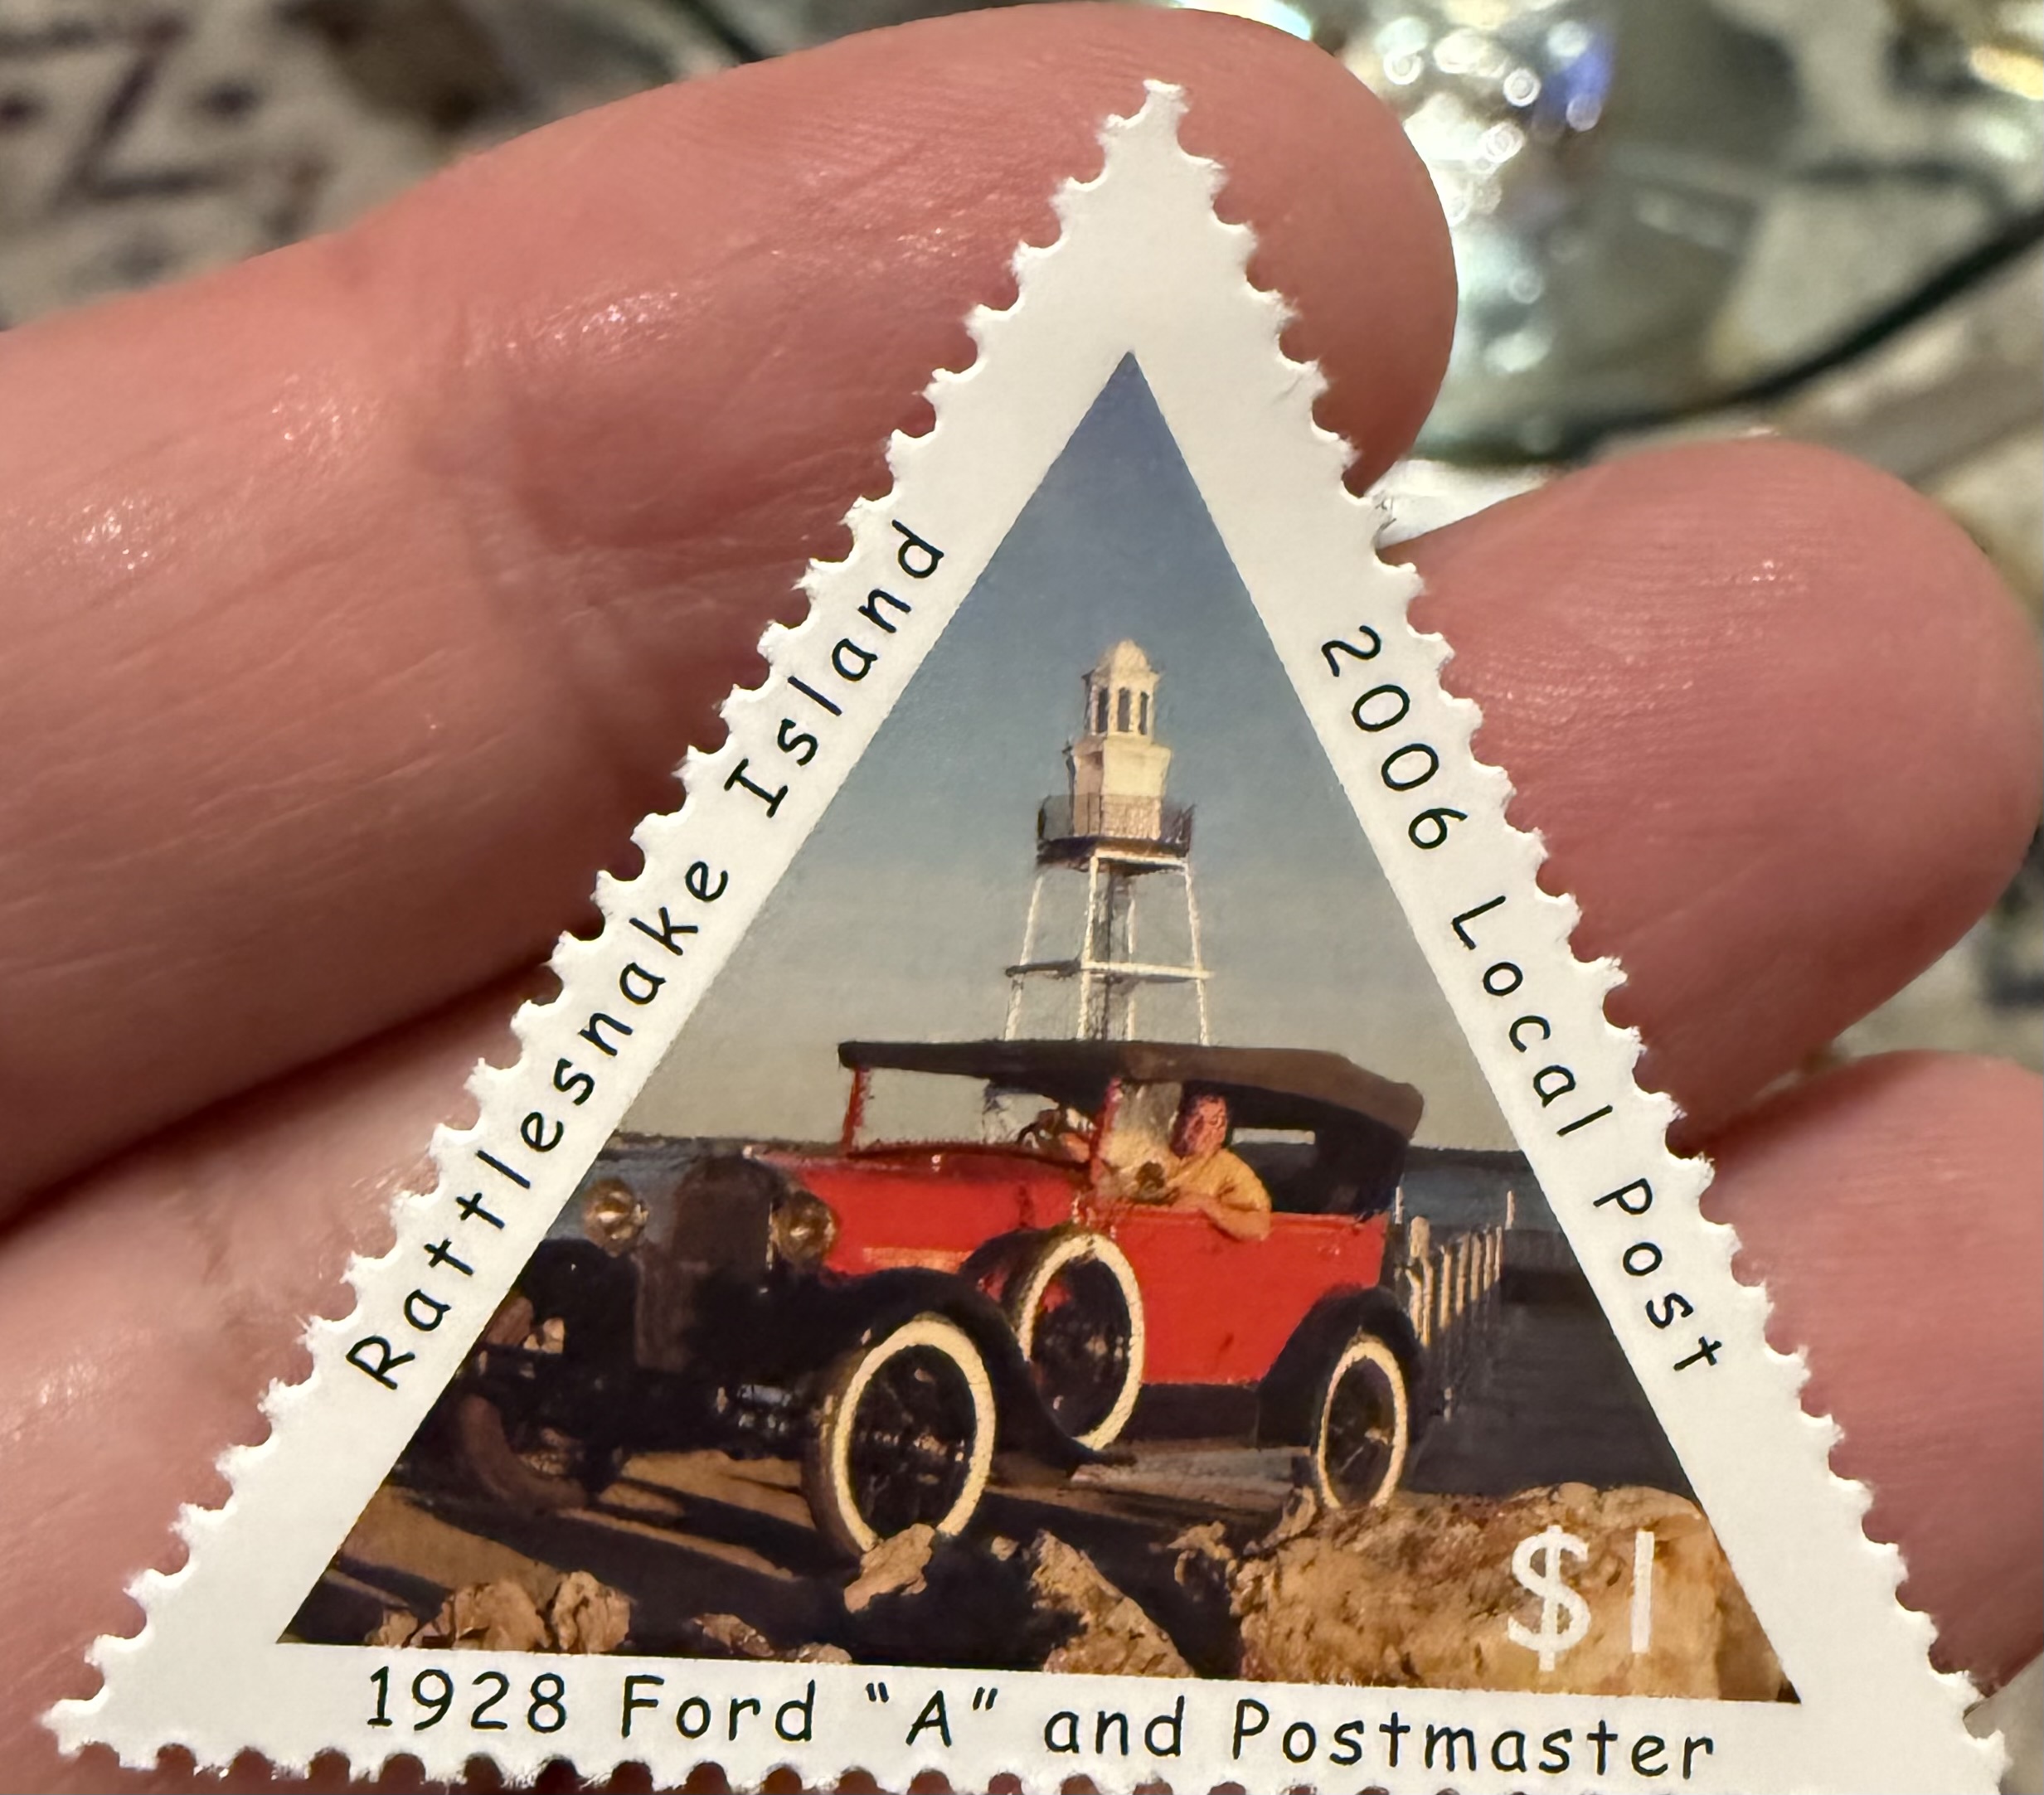 Rattlesnake Island
2006 Local Post
$1
1928 Ford "A" and Postmaster